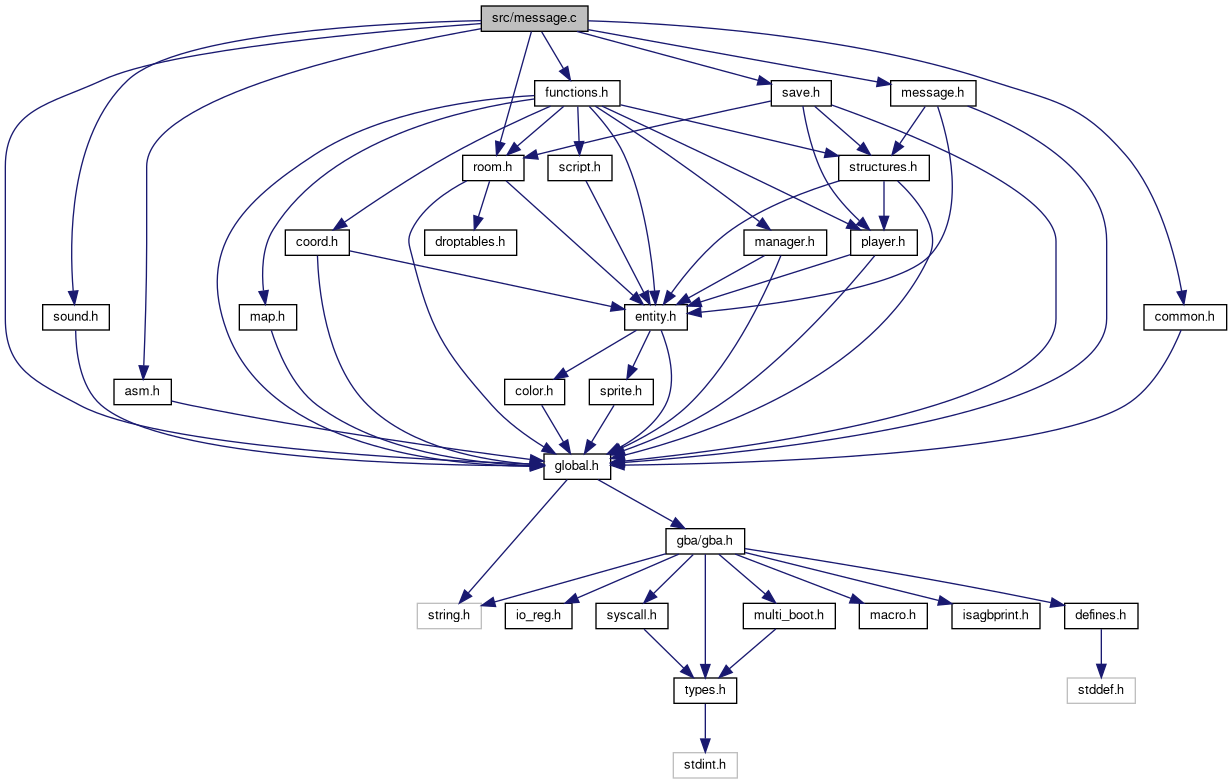 src/message.c
functions.h
save.h
message.h
room.h
script.h
structures.h
coord.h
droptables.h
manager.h
player.h
sound.h
map.h
entity.h
common.h
asm.h
color.h
sprite.h
global.h
gba/gba.h
string.h
io_reg.h
syscall.h
multi_boot.h
macro.h
isagbprint.h
defines.h
types.h
stddef.h
stdint.h